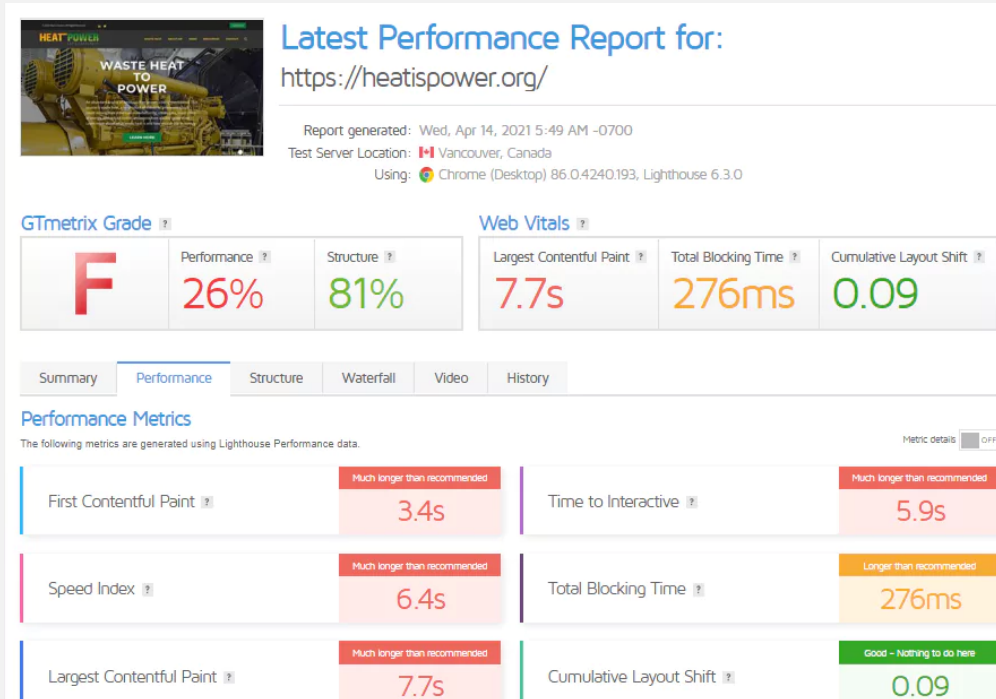 HEAT IS POWER
WASTE HEAT
TO
POWER
LEARN MORE
Latest Performance Report for:
https://heatispower.org/
Report generated: Wed, Apr 14, 2021 5:49 AM -0700
Test Server Location: Vancouver, Canada
Using: Chrome (Desktop) 86.0.4240.193, Lighthouse 6.3.0
GTmetrix Grade ?
F
Performance ?
26%
Structure ?
81%
Web Vitals ?
Largest Contentful Paint ?
7.7s
Total Blocking Time ?
276ms
Cumulative Layout Shift ?
0.09
Summary Performance Structure Waterfall Video History
Performance Metrics
The following metrics are generated using Lighthouse Performance data.
Metric details OFF
First Contentful Paint ?
Much longer than recommended
3.4s
Time to Interactive ?
Much longer than recommended
5.9s
Speed Index ?
Much longer than recommended
6.4s
Total Blocking Time ?
Longer than recommended
276ms
Largest Contentful Paint ?
Much longer than recommended
7.7s
Cumulative Layout Shift ?
Good - Nothing to do here
0.09